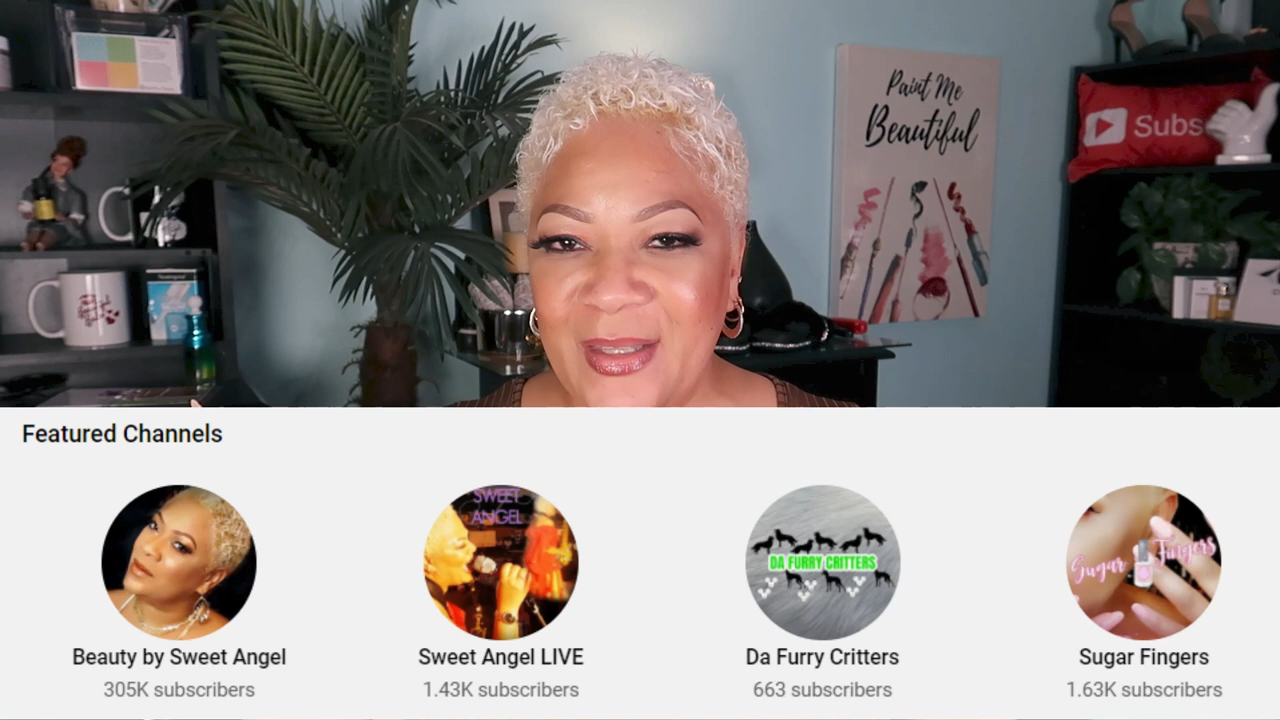 Paint Me
Beautiful
Subs
Featured Channels
SWEET
ANGEL
DA FURRY CRITTERS
Sugar Fingers
Beauty by Sweet Angel
Sweet Angel LIVE
Da Furry Critters
Sugar Fingers
305K subscribers
1.43K subscribers
663 subscribers
1.63K subscribers